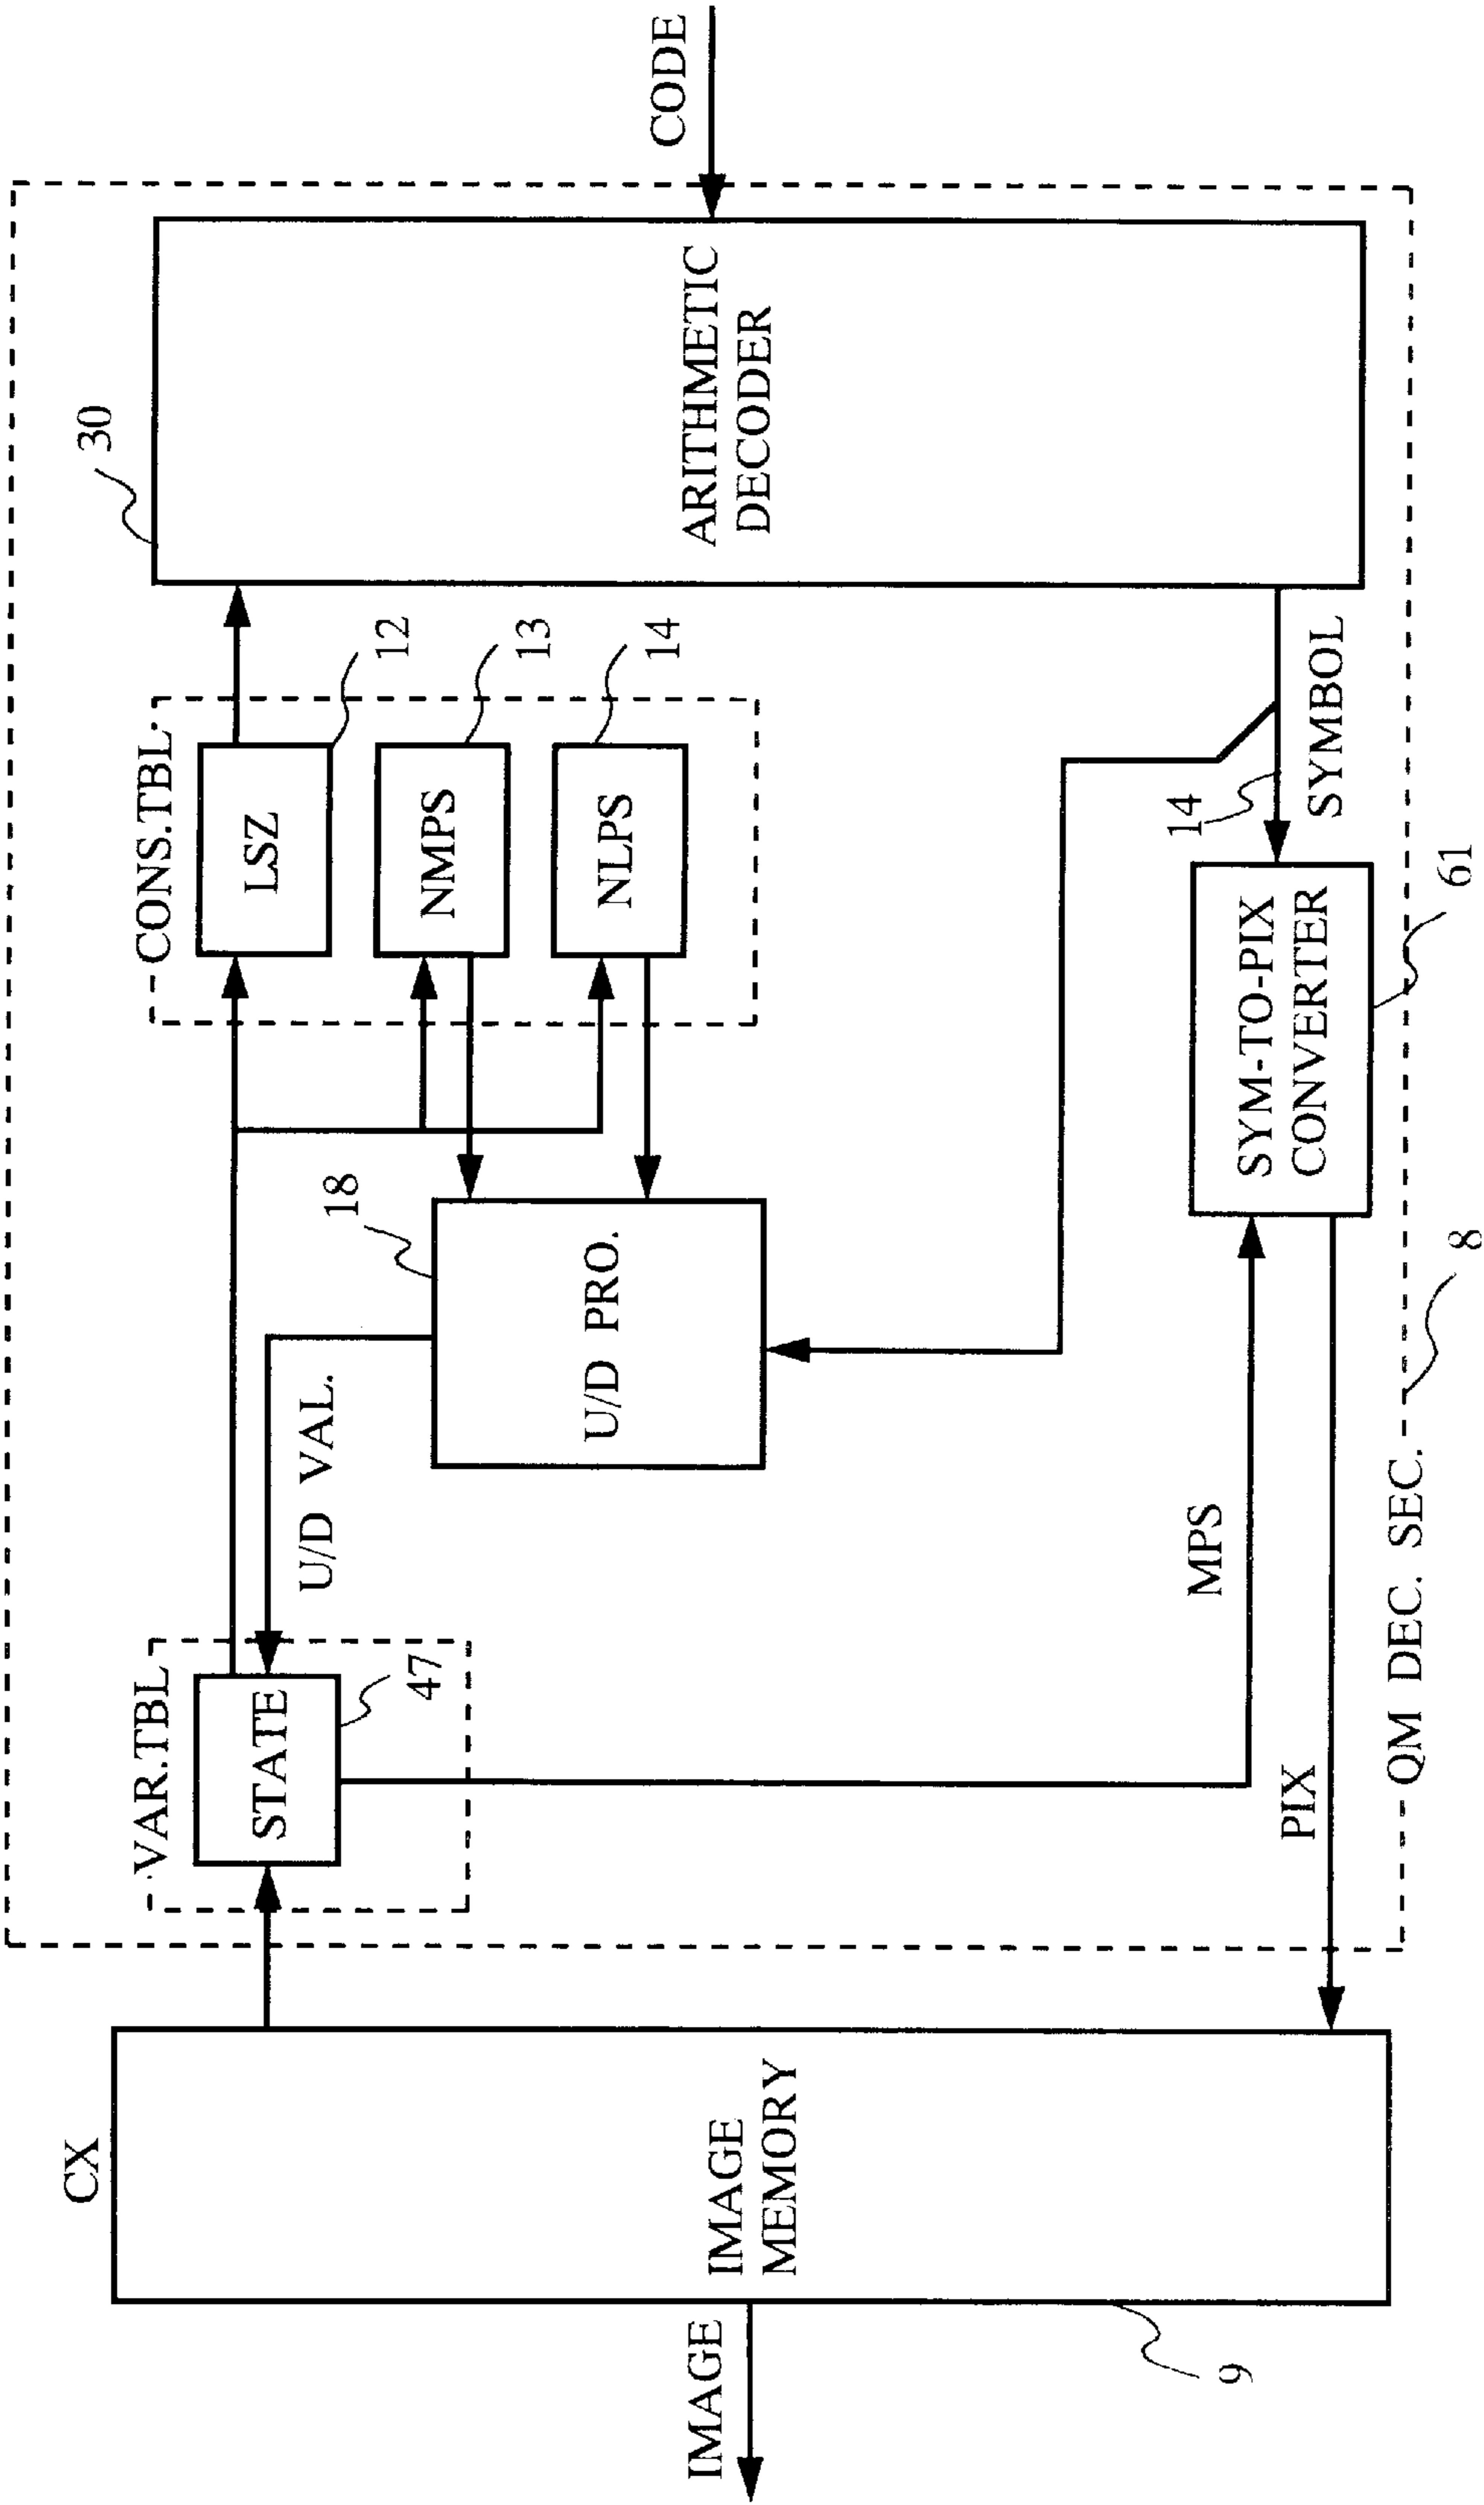 CX
IMAGE
MEMORY
IMAGE
9
VAR.TBL
STATE
47
U/D VAL.
U/D PRO.
18
CONS.TBL
LSZ
12
NMPS
13
NLPS
14
30
ARITHMETIC
DECODER
CODE
MPS
PIX
SYM-TO-PIX
CONVERTER
61
14
SYMBOL
QM DEC. SEC.
8